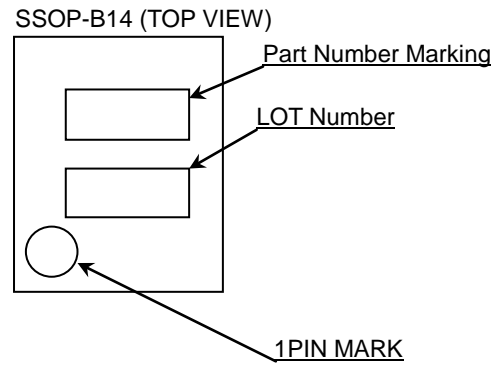 SSOP-B14 (TOP VIEW)
Part Number Marking
LOT Number
1PIN MARK